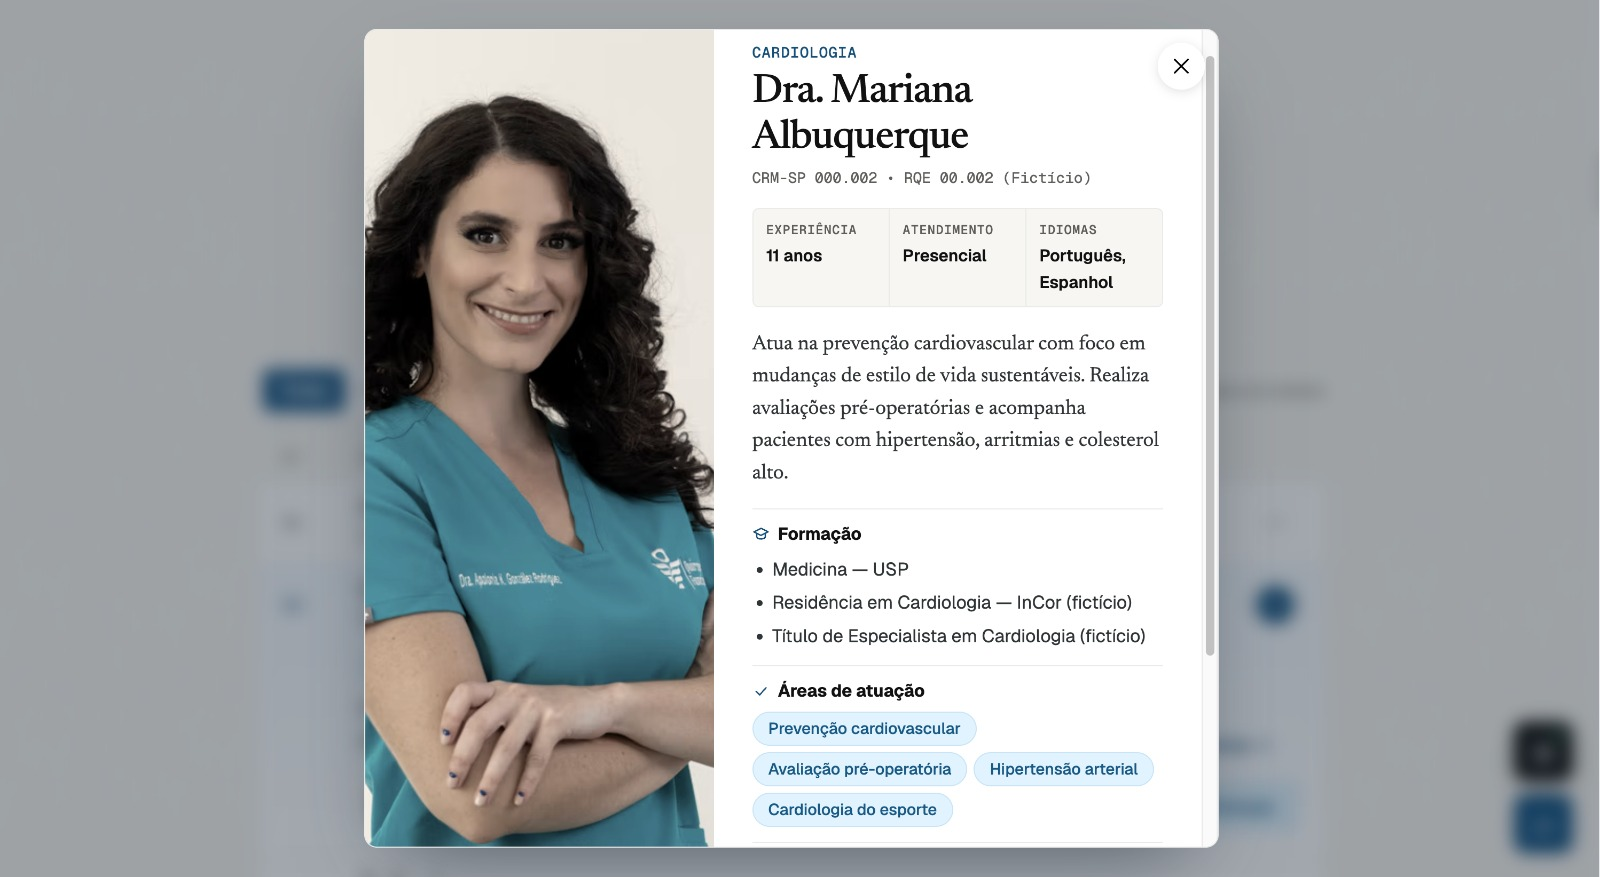 CARDIOLOGIA
Dra. Mariana
Albuquerque
CRM-SP 000.002 • RQE 00.002 (Fictício)
EXPERIÊNCIA
11 anos
ATENDIMENTO
Presencial
IDIOMAS
Português,
Espanhol
Atua na prevenção cardiovascular com foco em
mudanças de estilo de vida sustentáveis. Realiza
avaliações pré-operatórias e acompanha
pacientes com hipertensão, arritmias e colesterol
alto.
Formação
• Medicina — USP
• Residência em Cardiologia — InCor (fictício)
• Título de Especialista em Cardiologia (fictício)
Áreas de atuação
Prevenção cardiovascular
Avaliação pré-operatória
Hipertensão arterial
Cardiologia do esporte
Dra.